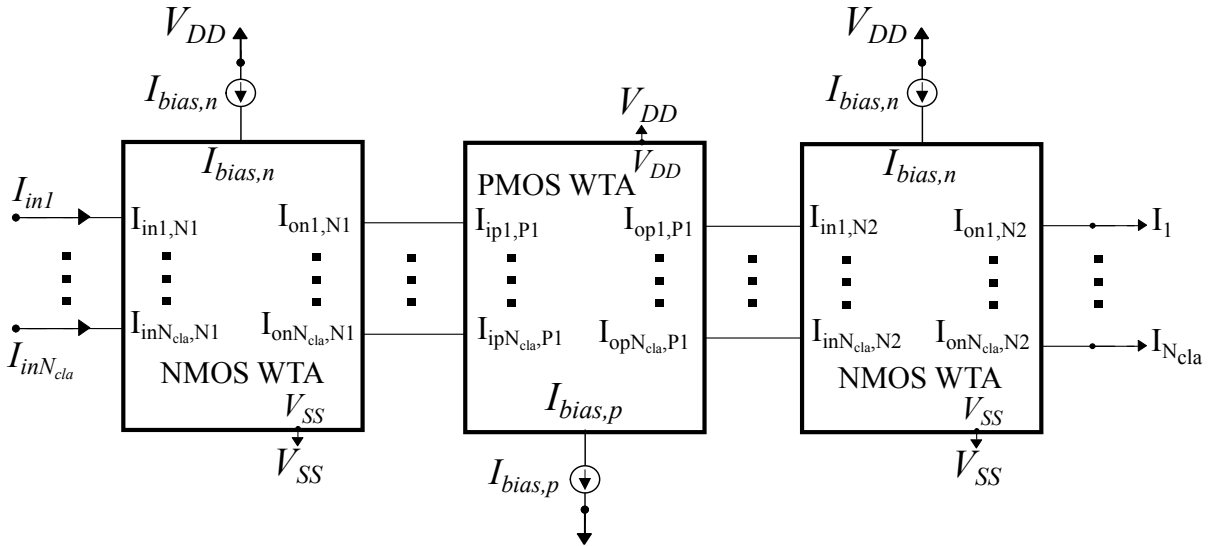 V_DD
I_bias,n
I_bias,n
I_in1
I_in1,N1
I_on1,N1
I_inN_cla
I_inN_cla,N1
I_onN_cla,N1
NMOS WTA
V_SS
V_SS
V_DD
V_DD
PMOS WTA
I_ip1,P1
I_op1,P1
I_ipN_cla,P1
I_opN_cla,P1
I_bias,p
I_bias,p
V_DD
I_bias,n
I_bias,n
I_in1,N2
I_on1,N2
I_1
I_inN_cla,N2
I_onN_cla,N2
I_N_cla
NMOS WTA
V_SS
V_SS